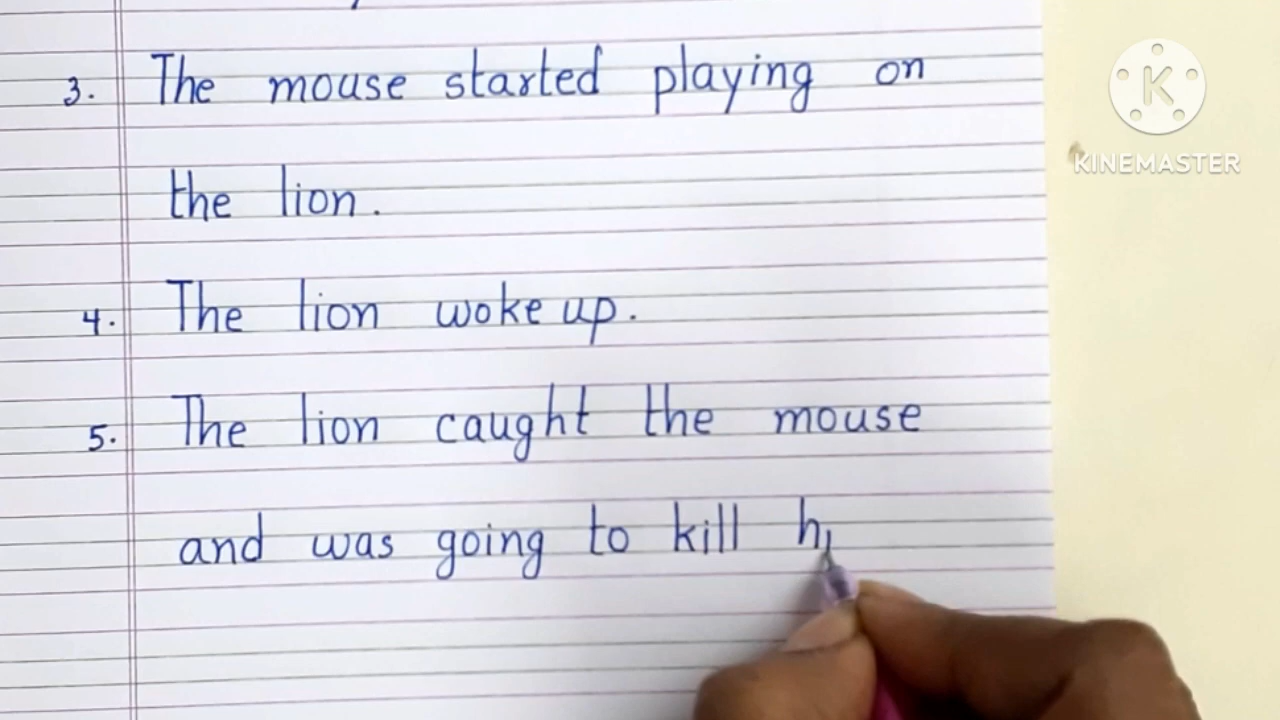 3. The mouse started playing on
the lion.
4. The lion woke up.
5. The lion caught the mouse
and was going to kill hi
K
KINEMASTER